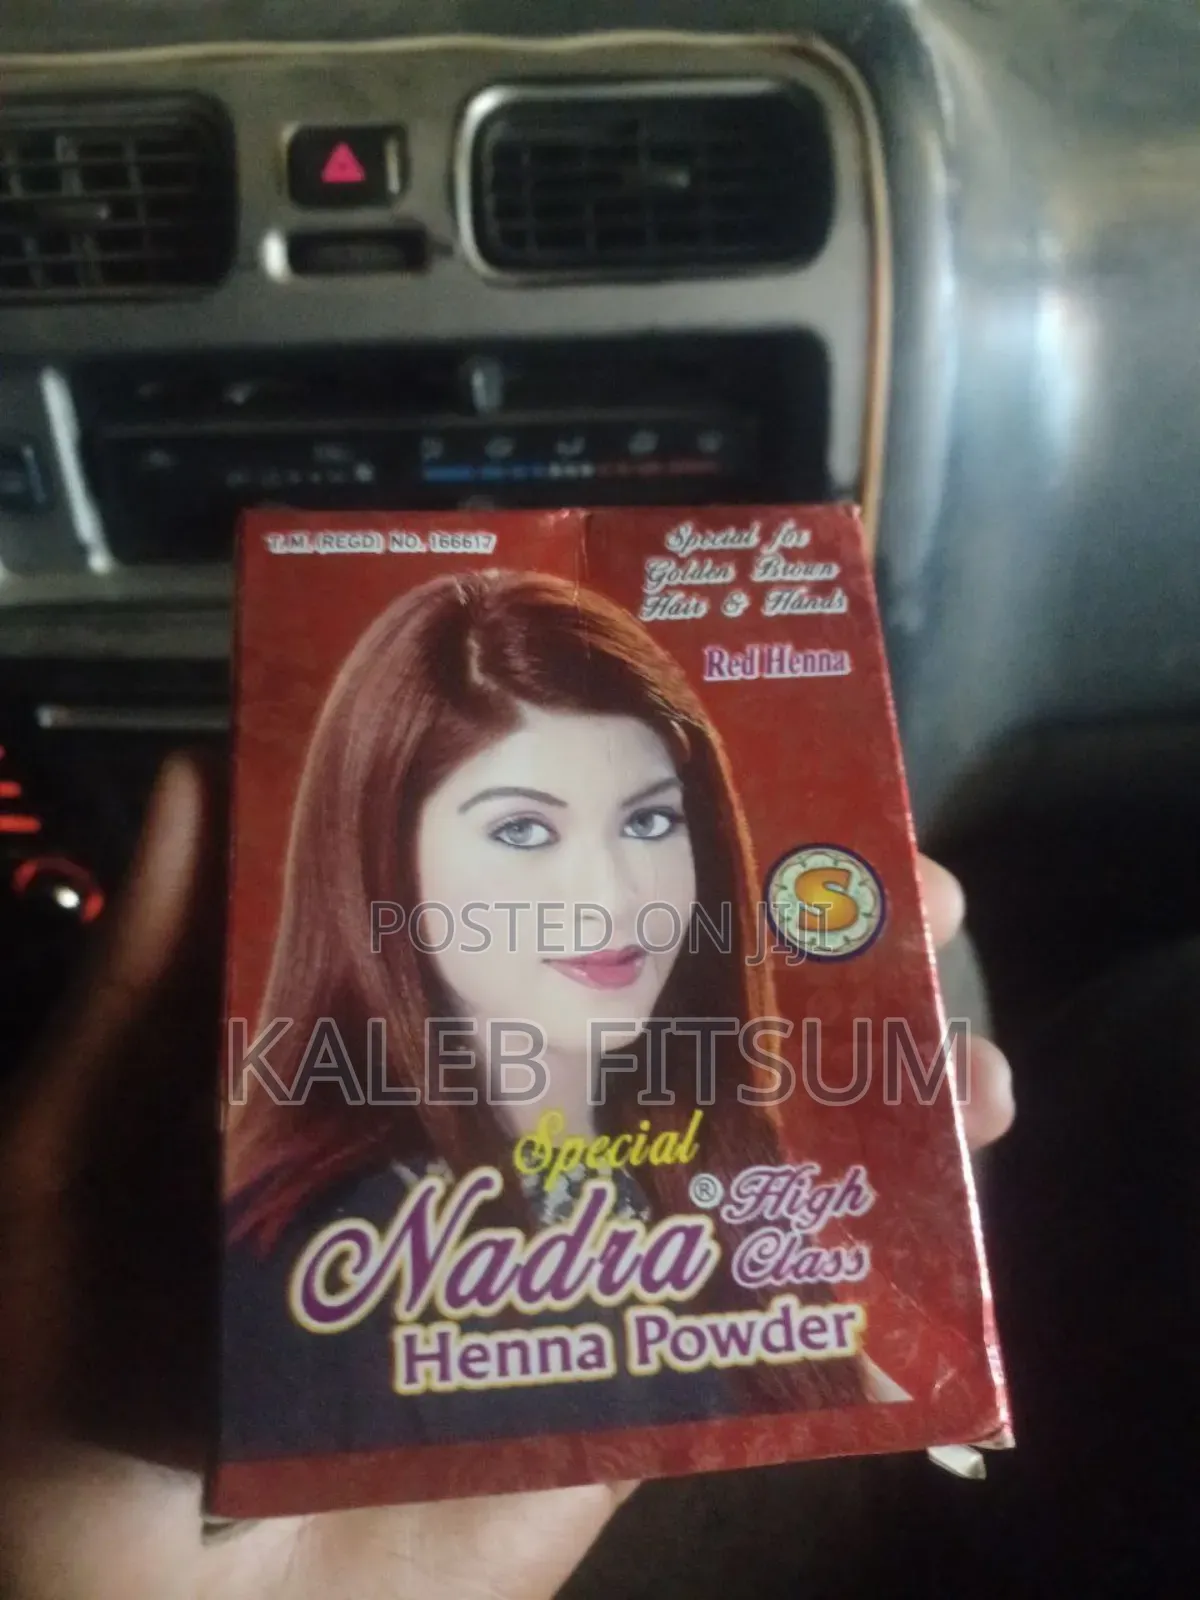 T.M. (REGD) NO. 166617
Special for
Golden Brown
Hair & Hands
Red Henna
S
POSTED ON JIJI
KALEB FITSUM
Special
Nadra ® High
Class
Henna Powder